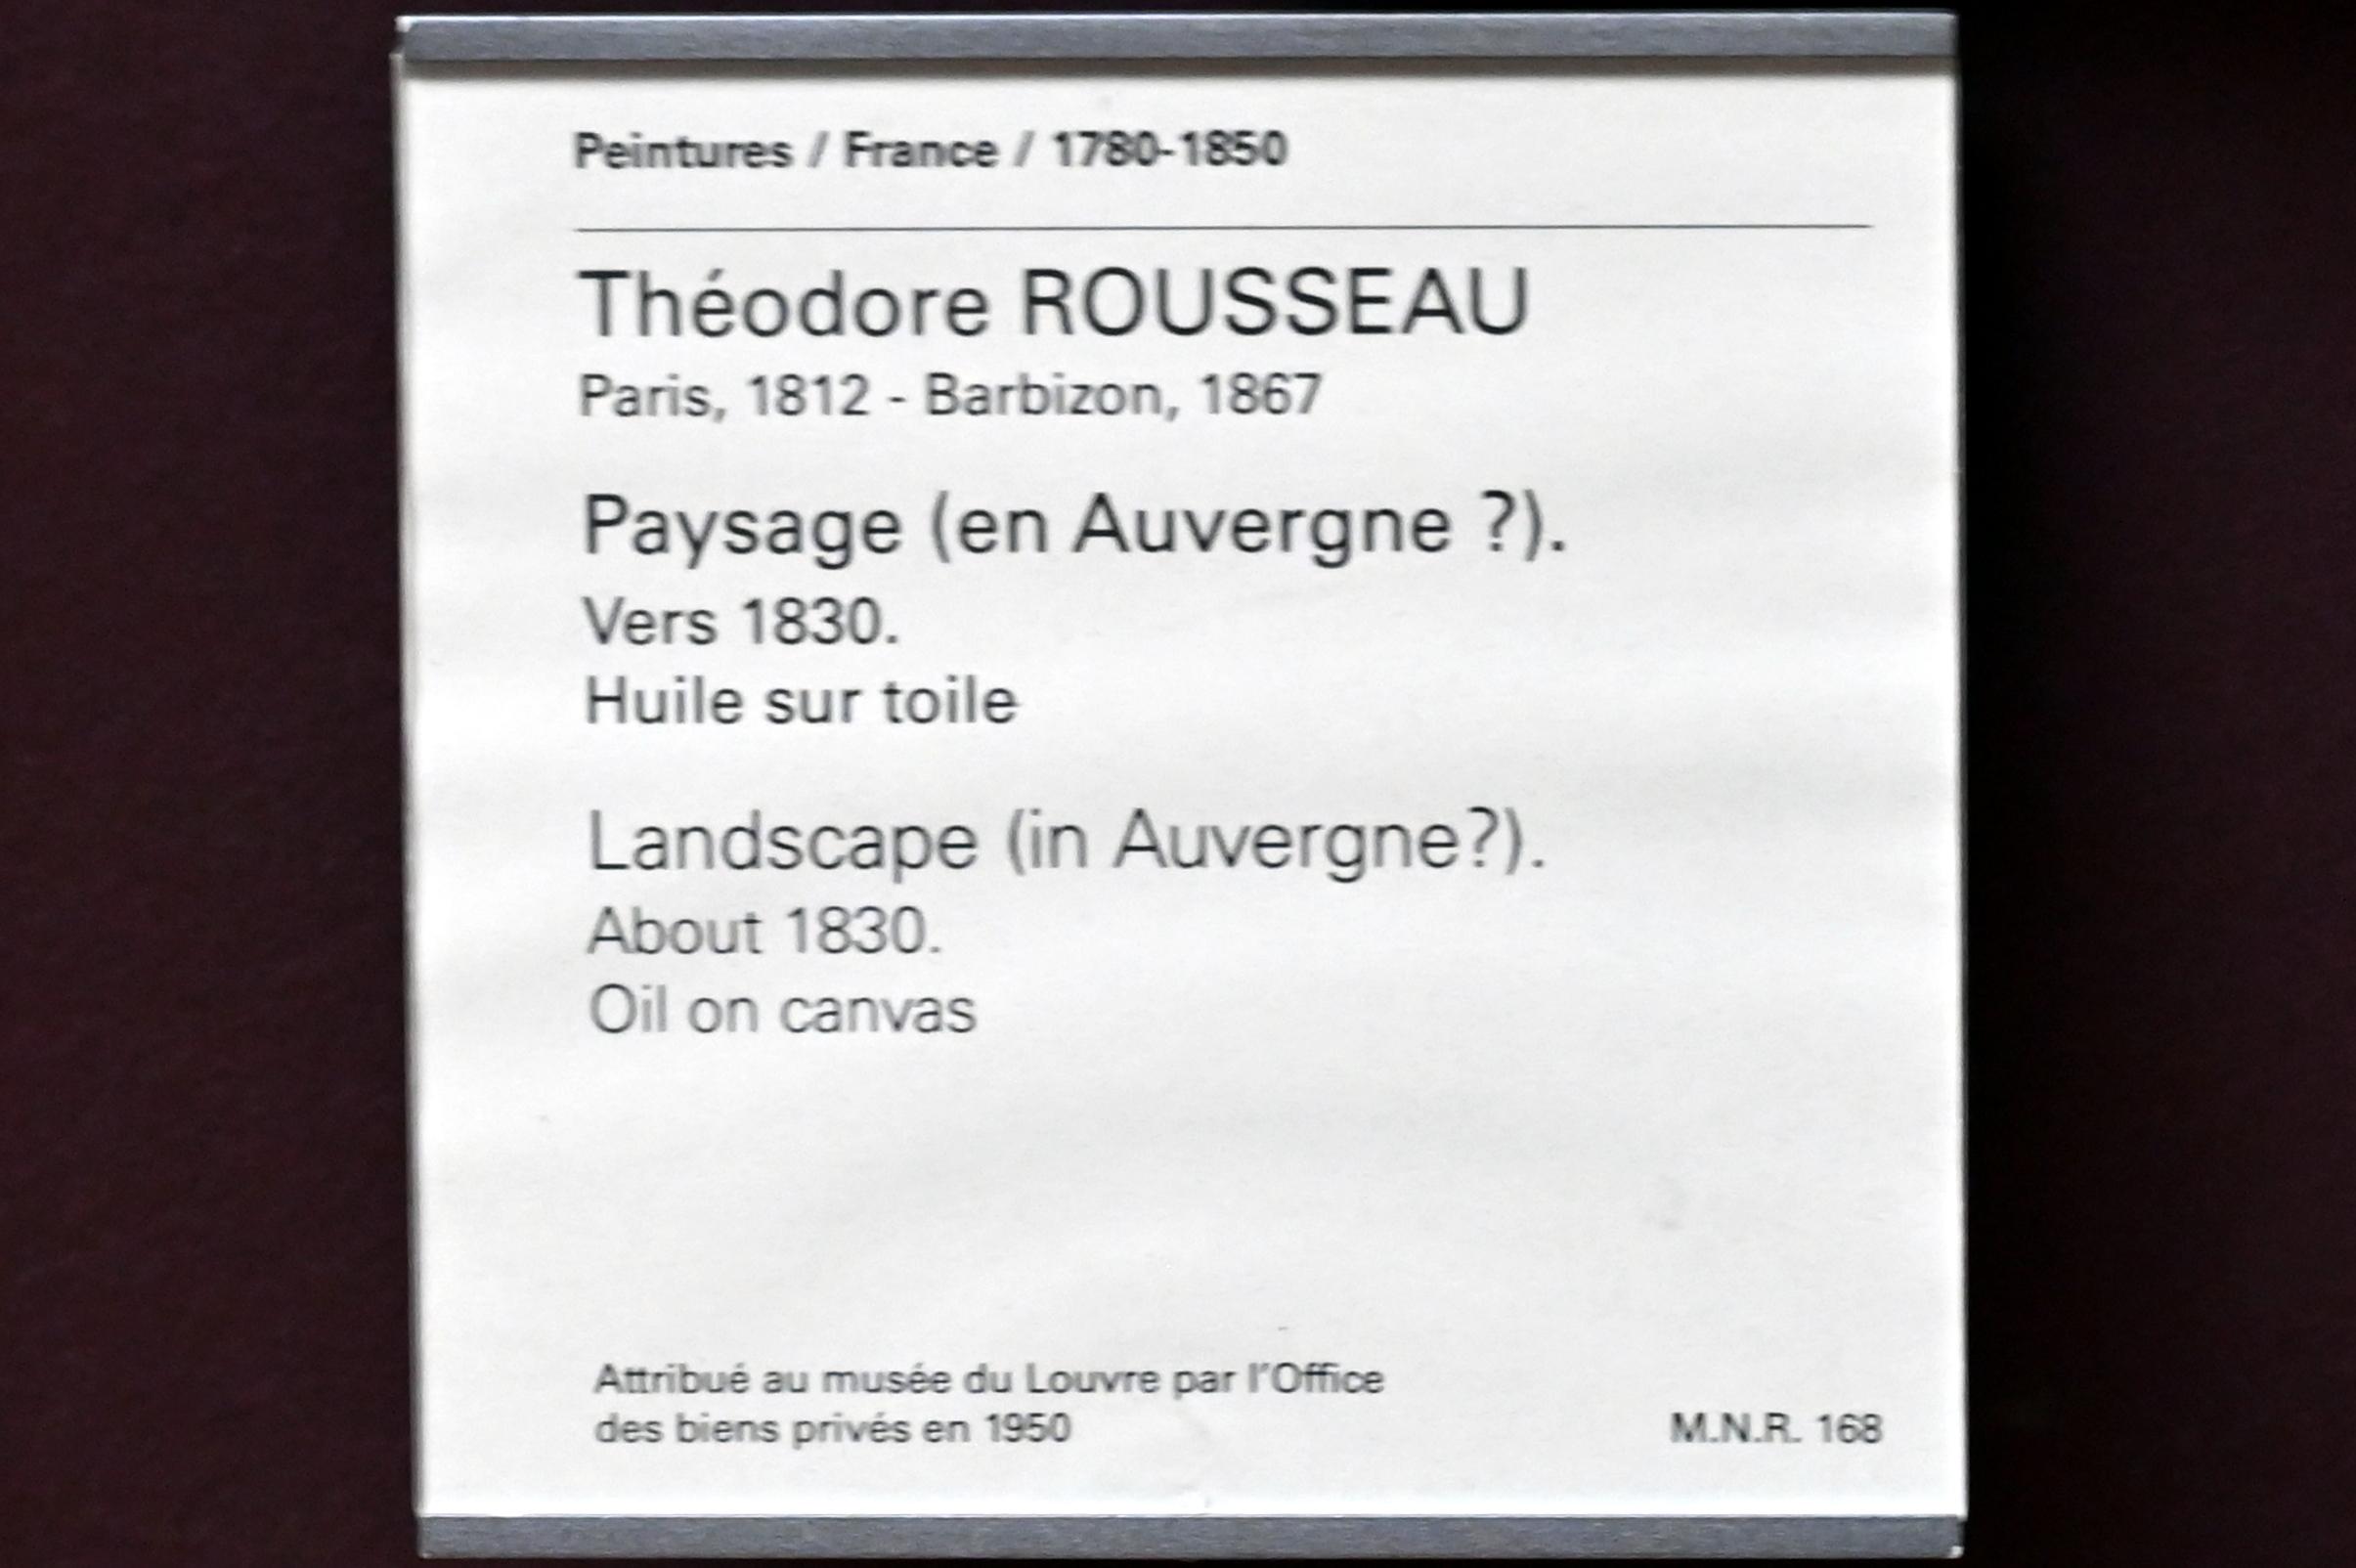 Peintures / France / 1780-1850
Théodore ROUSSEAU
Paris, 1812 - Barbizon, 1867
Paysage (en Auvergne ?).
Vers 1830.
Huile sur toile
Landscape (in Auvergne?).
About 1830.
Oil on canvas
Attribué au musée du Louvre par l'Office
des biens privés en 1950
M.N.R. 168